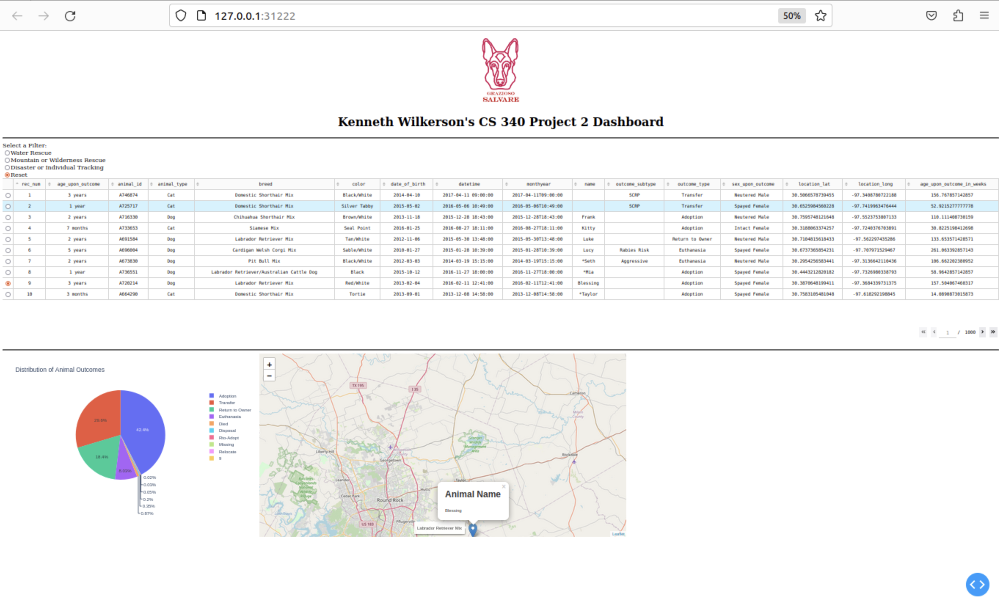 127.0.0.1:31222 50%
GRAZIOSO
SALVARE
Kenneth Wilkerson's CS 340 Project 2 Dashboard
Select a Filter:
Water Rescue
Mountain or Wilderness Rescue
Disaster or Individual Tracking
Reset
rec_num age_upon_outcome animal_id animal_type breed color date_of_birth datetime monthyear name outcome_subtype outcome_type sex_upon_outcome location_lat location_long age_upon_outcome_in_weeks
1 3 years A746874 Cat Domestic Shorthair Mix Black/White 2014-04-10 2017-04-11 09:00:00 2017-04-11T09:00:00 SCRP Transfer Neutered Male 30.5066578739455 -97.3408780722188 156.767857142857
2 1 year A725717 Cat Domestic Shorthair Mix Silver Tabby 2015-05-02 2016-05-06 10:49:00 2016-05-06T10:49:00 SCRP Transfer Spayed Female 30.6525984560228 -97.7419963476444 52.9215277777778
3 2 years A716330 Dog Chihuahua Shorthair Mix Brown/White 2013-11-18 2015-12-28 18:43:00 2015-12-28T18:43:00 Frank Adoption Neutered Male 30.7595748121648 -97.5523753807133 110.111408730159
4 7 months A733653 Cat Siamese Mix Seal Point 2016-01-25 2016-08-27 18:11:00 2016-08-27T18:11:00 Kitty Adoption Intact Female 30.3188063374257 -97.7240376703891 30.8225198412698
5 2 years A691584 Dog Labrador Retriever Mix Tan/White 2012-11-06 2015-05-30 13:48:00 2015-05-30T13:48:00 Luke Return to Owner Neutered Male 30.7104815618433 -97.562297435286 133.653571428571
6 5 years A696004 Dog Cardigan Welsh Corgi Mix Sable/White 2010-01-27 2015-01-28 10:39:00 2015-01-28T10:39:00 Lucy Rabies Risk Euthanasia Spayed Female 30.6737365854231 -97.707971529467 261.063392857143
7 2 years A673830 Dog Pit Bull Mix Black/White 2012-03-03 2014-03-19 15:15:00 2014-03-19T15:15:00 *Seth Aggressive Euthanasia Neutered Male 30.2954256583441 -97.3136642110436 106.662202380952
8 1 year A736551 Dog Labrador Retriever/Australian Cattle Dog Black 2015-10-12 2016-11-27 18:00:00 2016-11-27T18:00:00 *Mia Adoption Spayed Female 30.4443212820182 -97.7326980338793 58.9642857142857
9 3 years A720214 Dog Labrador Retriever Mix Red/White 2013-02-04 2016-02-11 12:41:00 2016-02-11T12:41:00 Blessing Adoption Spayed Female 30.3870648199411 -97.3684339731375 157.504067460317
10 3 months A664290 Cat Domestic Shorthair Mix Tortie 2013-09-01 2013-12-08 14:58:00 2013-12-08T14:58:00 *Taylor Adoption Spayed Female 30.7583105481048 -97.618292198845 14.0890873015873
« ‹ 1 / 1000 › »
Distribution of Animal Outcomes
29.6%
42.4%
18.4%
8.03%
0.02%
0.03%
0.05%
0.2%
0.35%
0.87%
Adoption
Transfer
Return to Owner
Euthanasia
Died
Disposal
Rto-Adopt
Missing
Relocate
9
+
−
TX 195
I 35
Cameron
Milam
County
Granger
Wildlife
Management
Area
Liberty Hill
Williamson
County
Georgetown
Rockdale
Leander
Taylor
Balcones
Canyonlands
National
Wildlife
Refuge
Hutto
Cedar Park
Round Rock
Lake Travis
Pflugerville
US 183
Animal Name
×
Blessing
Labrador Retriever Mix
Leaflet